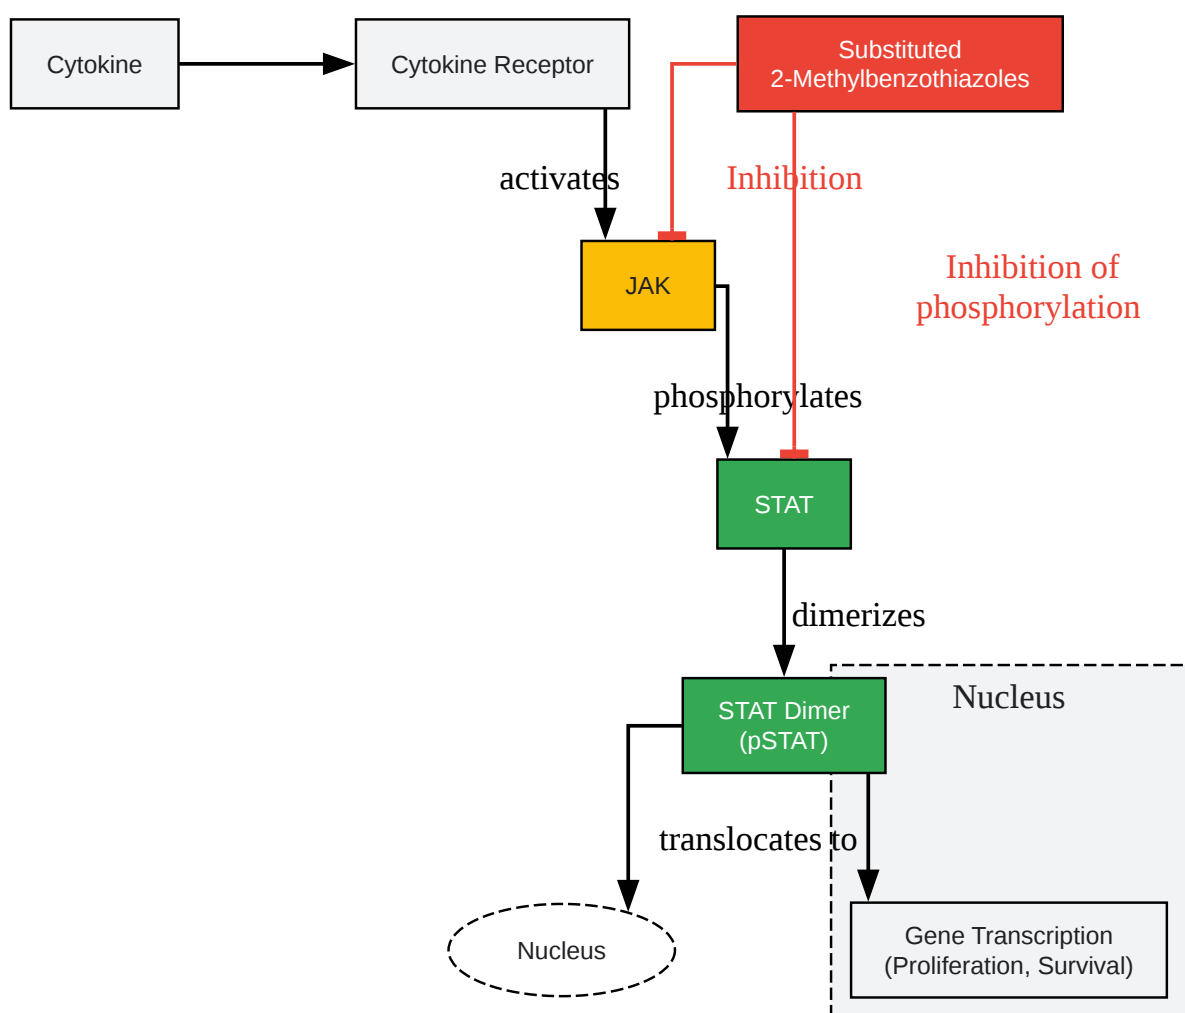 Cytokine
Cytokine Receptor
Substituted
2-Methylbenzothiazoles
activates
Inhibition
Inhibition of
phosphorylation
JAK
phosphorylates
STAT
dimerizes
STAT Dimer
(pSTAT)
Nucleus
translocates to
Nucleus
Gene Transcription
(Proliferation, Survival)